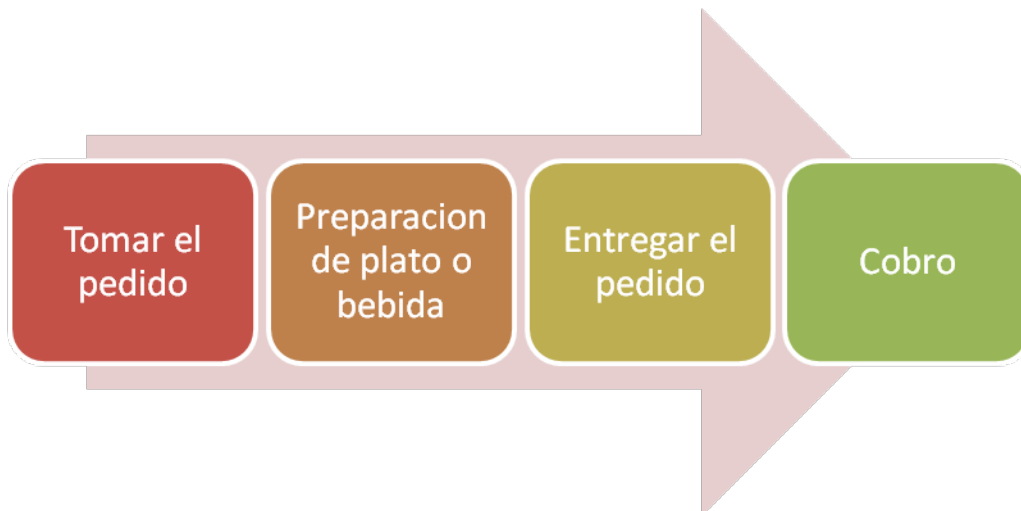 Tomar el
pedido
Preparacion
de plato o
bebida
Entregar el
pedido
Cobro